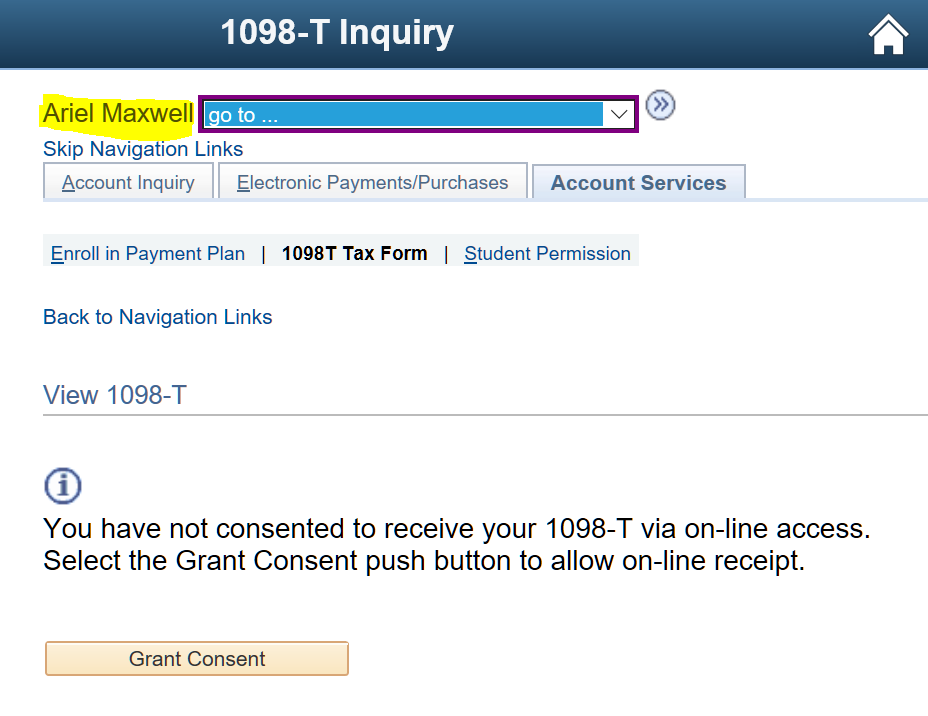 1098-T Inquiry
Ariel Maxwell go to ...
Skip Navigation Links
Account Inquiry Electronic Payments/Purchases Account Services
Enroll in Payment Plan | 1098T Tax Form | Student Permission
Back to Navigation Links
View 1098-T
You have not consented to receive your 1098-T via on-line access.
Select the Grant Consent push button to allow on-line receipt.
Grant Consent